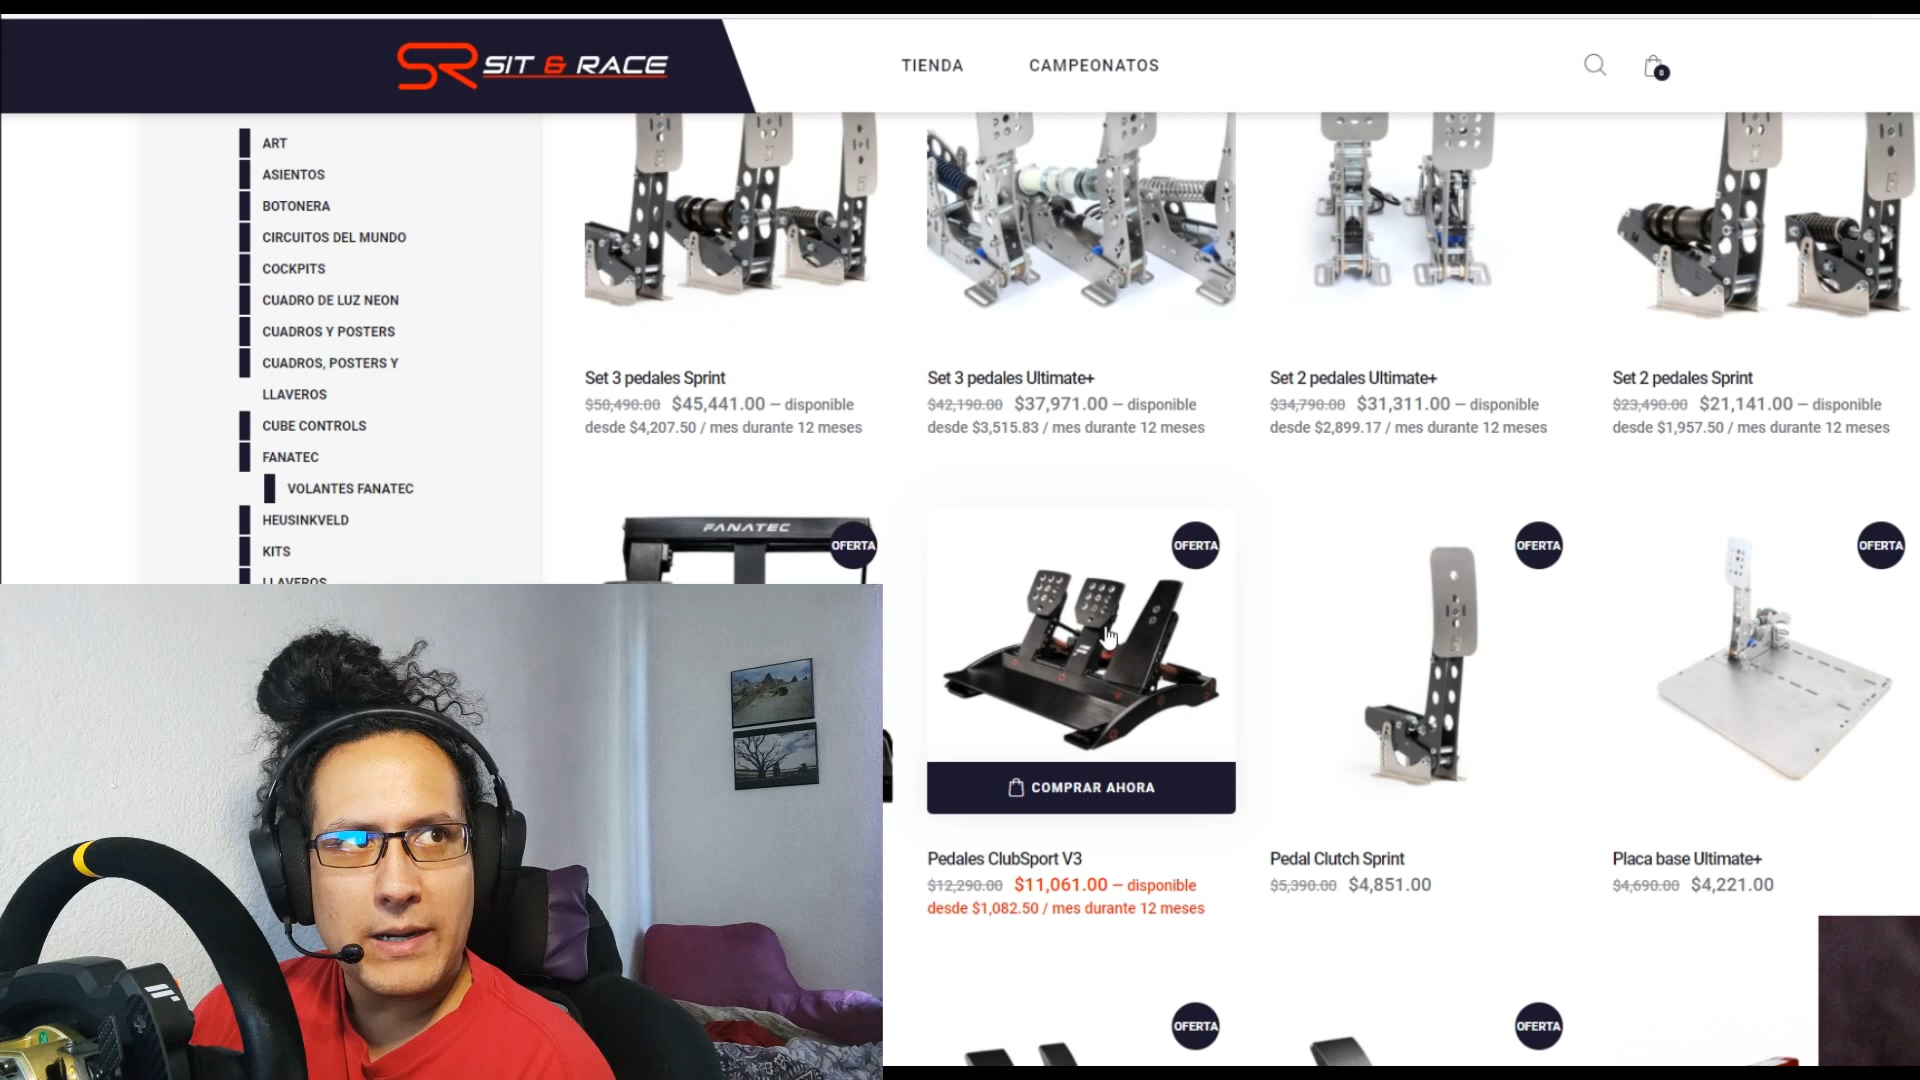 SR SIT & RACE
TIENDA
CAMPEONATOS
0
ART
ASIENTOS
BOTONERA
CIRCUITOS DEL MUNDO
COCKPITS
CUADRO DE LUZ NEON
CUADROS Y POSTERS
CUADROS, POSTERS Y
LLAVEROS
CUBE CONTROLS
FANATEC
VOLANTES FANATEC
HEUSINKVELD
KITS
LLAVEROS
Set 3 pedales Sprint
$50,490.00 $45,441.00 – disponible
desde $4,207.50 / mes durante 12 meses
Set 3 pedales Ultimate+
$42,190.00 $37,971.00 – disponible
desde $3,515.83 / mes durante 12 meses
Set 2 pedales Ultimate+
$34,790.00 $31,311.00 – disponible
desde $2,899.17 / mes durante 12 meses
Set 2 pedales Sprint
$23,490.00 $21,141.00 – disponible
desde $1,957.50 / mes durante 12 meses
FANATEC
OFERTA
OFERTA
OFERTA
OFERTA
COMPRAR AHORA
Pedales ClubSport V3
$12,290.00 $11,061.00 – disponible
desde $1,082.50 / mes durante 12 meses
Pedal Clutch Sprint
$5,390.00 $4,851.00
Placa base Ultimate+
$4,690.00 $4,221.00
OFERTA
OFERTA